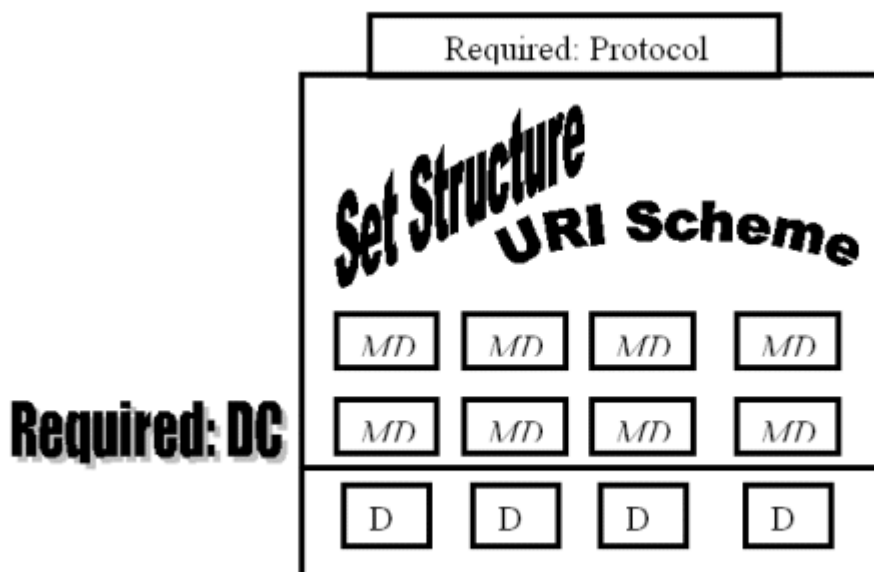 Required: Protocol
Set Structure
URI Scheme
MD MD MD MD
Required: DC
MD MD MD MD
D D D D